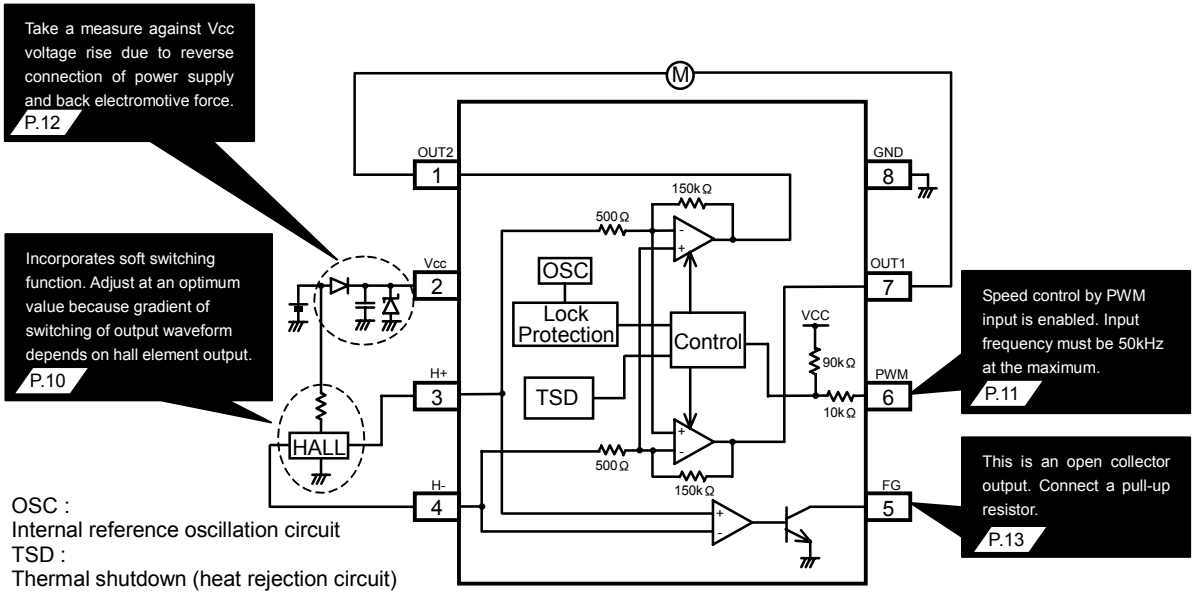 Take a measure against Vcc
voltage rise due to reverse
connection of power supply
and back electromotive force.
P.12
Incorporates soft switching
function. Adjust at an optimum
value because gradient of
switching of output waveform
depends on hall element output.
P.10
M
OUT2
1
GND
8
150kΩ
500Ω
-
+
Vcc
2
OSC
Lock
Protection
Control
TSD
OUT1
7
VCC
90kΩ
PWM
6
10kΩ
H+
3
HALL
+
-
500Ω
150kΩ
H-
4
+
-
FG
5
Speed control by PWM
input is enabled. Input
frequency must be 50kHz
at the maximum.
P.11
This is an open collector
output. Connect a pull-up
resistor.
P.13
OSC :
Internal reference oscillation circuit
TSD :
Thermal shutdown (heat rejection circuit)